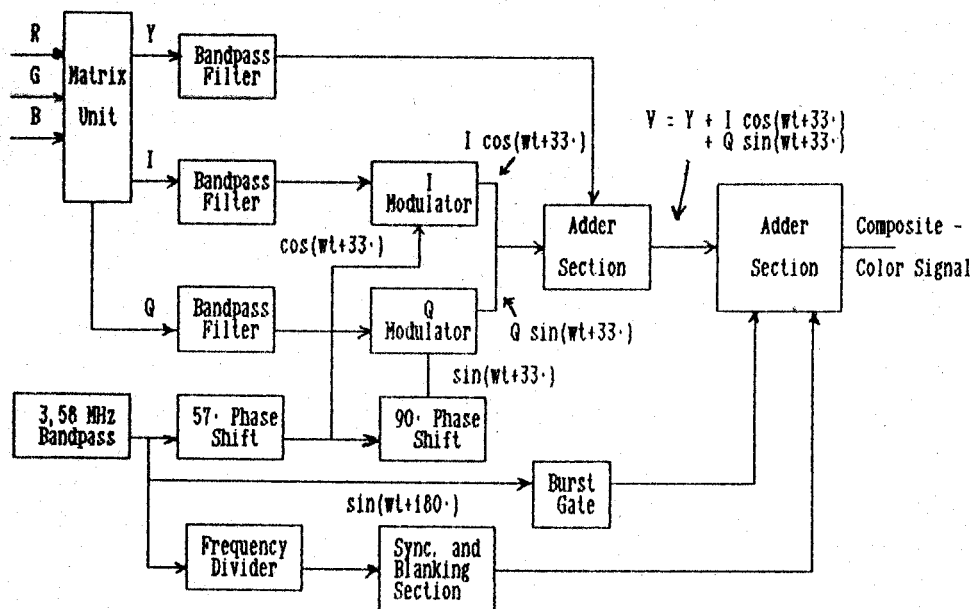 R
G
B
Matrix
Unit
Y
I
Q
Bandpass
Filter
Bandpass
Filter
Bandpass
Filter
I
Modulator
Q
Modulator
cos(wt+33·)
I cos(wt+33·)
Q sin(wt+33·)
sin(wt+33·)
Adder
Section
V = Y + I cos(wt+33·)
+ Q sin(wt+33·)
Adder
Section
Composite -
Color Signal
3,58 MHz
Bandpass
57· Phase
Shift
90· Phase
Shift
sin(wt+180·)
Burst
Gate
Frequency
Divider
Sync. and
Blanking
Section